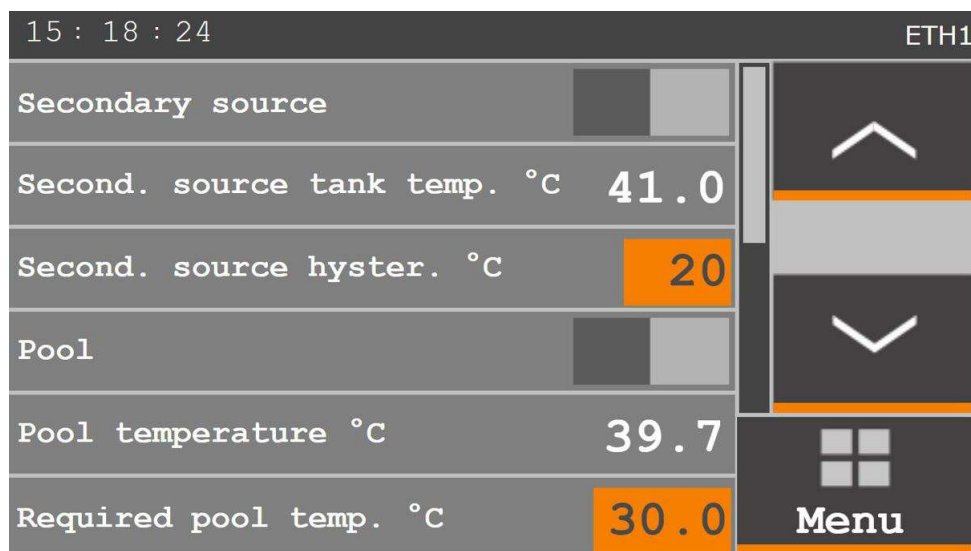 15 : 18 : 24 ETH1
Secondary source
Second. source tank temp. °C 41.0
Second. source hyster. °C 20
Pool
Pool temperature °C 39.7
Required pool temp. °C 30.0
Menu